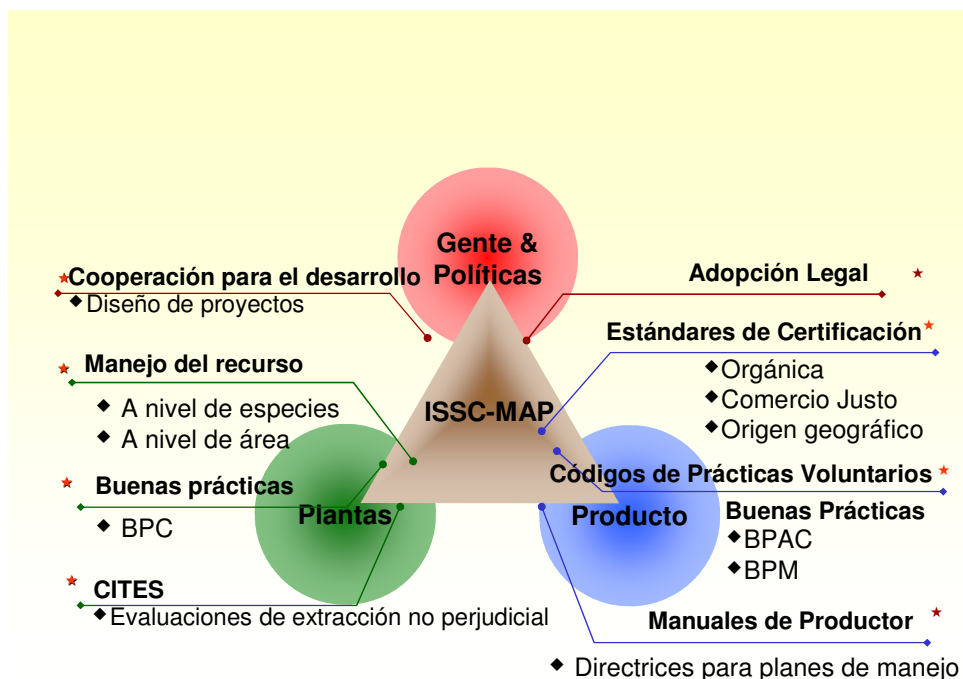 Gente &
Políticas
Cooperación para el desarrollo
Diseño de proyectos
Adopción Legal
Estándares de Certificación
Orgánica
Comercio Justo
Origen geográfico
Manejo del recurso
A nivel de especies
A nivel de área
ISSC-MAP
Códigos de Prácticas Voluntarios
Buenas Prácticas
BPAC
BPM
Buenas prácticas
BPC
Plantas
Producto
CITES
Evaluaciones de extracción no perjudicial
Manuales de Productor
Directrices para planes de manejo